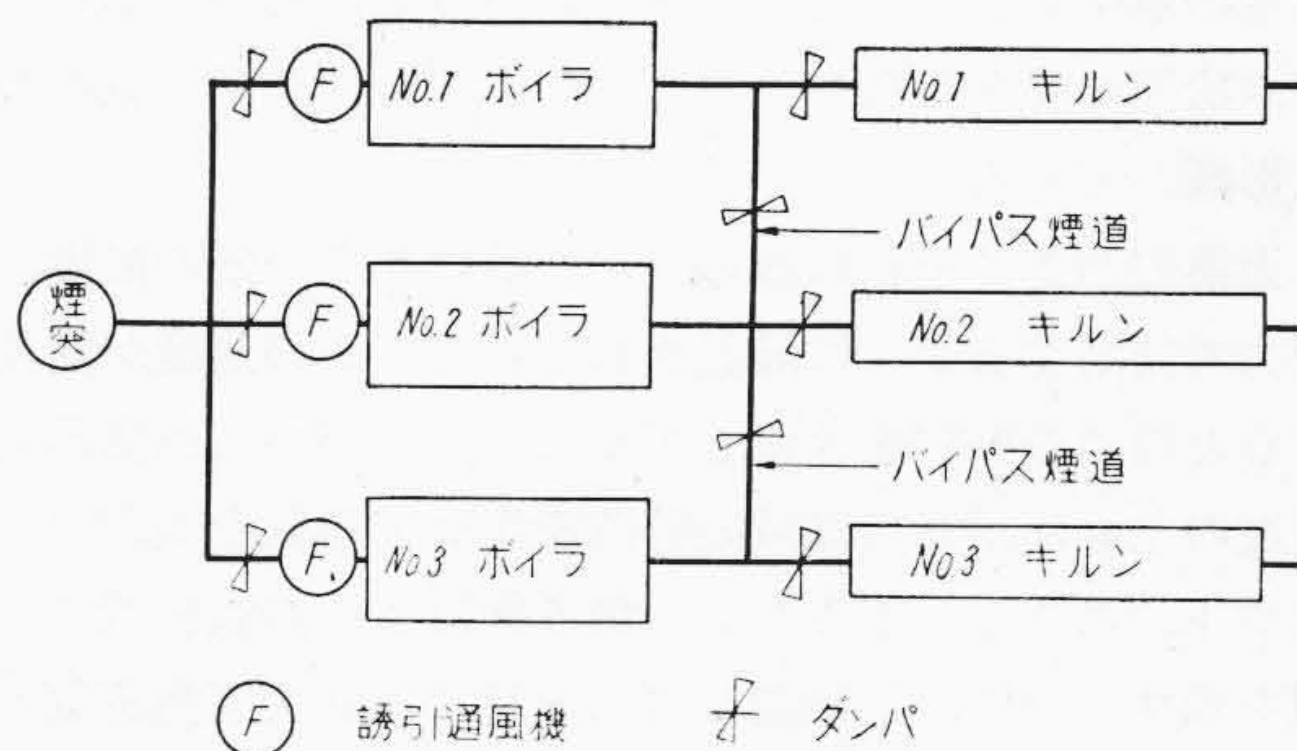 F
No.1 ボイラ
No.1 キルン
バイパス煙道
煙突
F
No.2 ボイラ
No.2 キルン
バイパス煙道
F.
No.3 ボイラ
No.3 キルン
F 誘引通風機
ダンパ